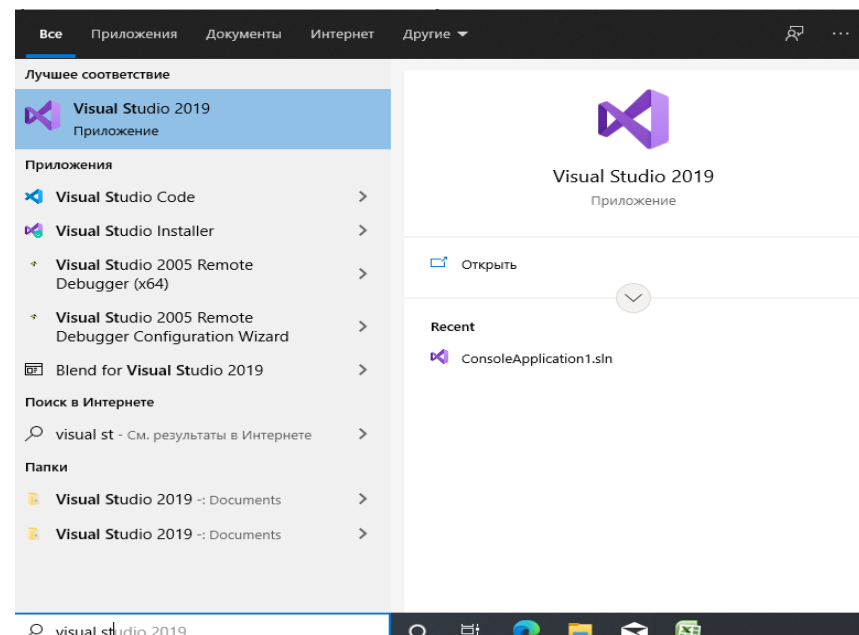 Все Приложения Документы Интернет Другие
Лучшее соответствие
Visual Studio 2019
Приложение
Приложения
Visual Studio Code
Visual Studio Installer
Visual Studio 2005 Remote
Debugger (x64)
Visual Studio 2005 Remote
Debugger Configuration Wizard
Blend for Visual Studio 2019
Поиск в Интернете
visual st - См. результаты в Интернете
Папки
Visual Studio 2019 -: Documents
Visual Studio 2019 -: Documents
visual studio 2019
Visual Studio 2019
Приложение
Открыть
Recent
ConsoleApplication1.sln